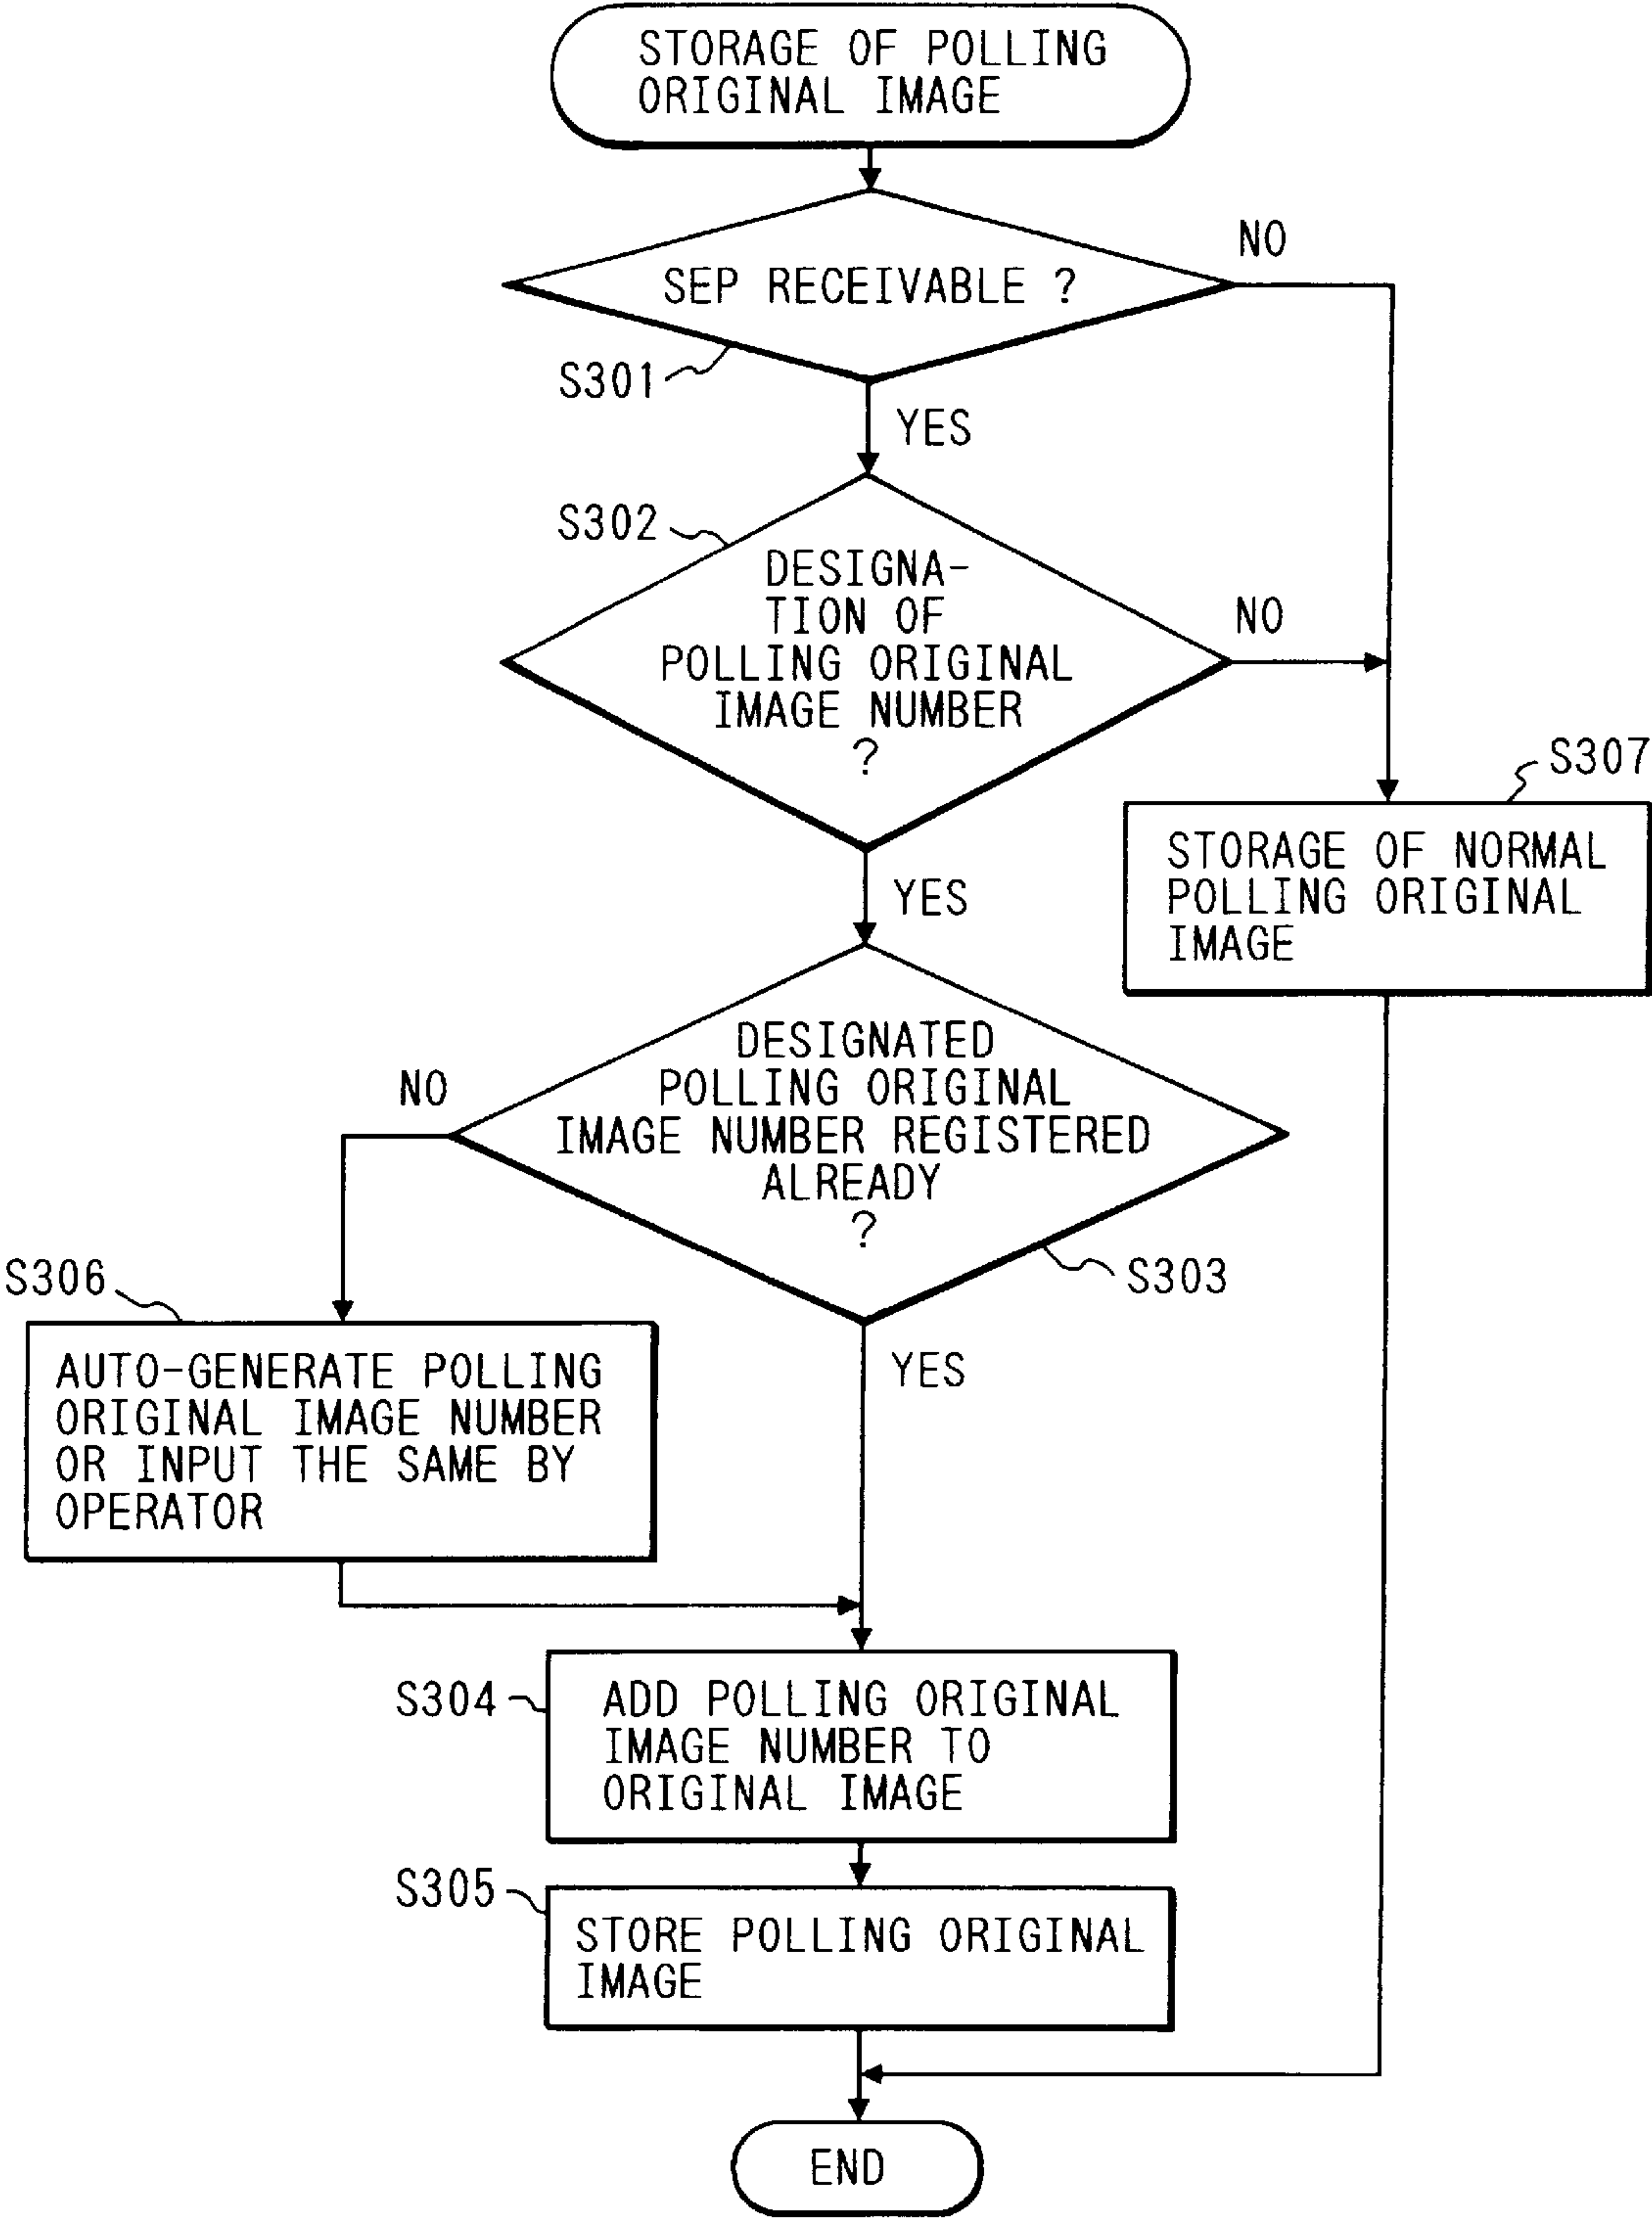 STORAGE OF POLLING
ORIGINAL IMAGE
NO
SEP RECEIVABLE ?
S301
YES
S302
DESIGNA-
TION OF
POLLING ORIGINAL
IMAGE NUMBER
?
NO
S307
STORAGE OF NORMAL
POLLING ORIGINAL
IMAGE
YES
DESIGNATED
POLLING ORIGINAL
IMAGE NUMBER REGISTERED
ALREADY
?
NO
S303
S306
YES
AUTO-GENERATE POLLING
ORIGINAL IMAGE NUMBER
OR INPUT THE SAME BY
OPERATOR
S304
ADD POLLING ORIGINAL
IMAGE NUMBER TO
ORIGINAL IMAGE
S305
STORE POLLING ORIGINAL
IMAGE
END